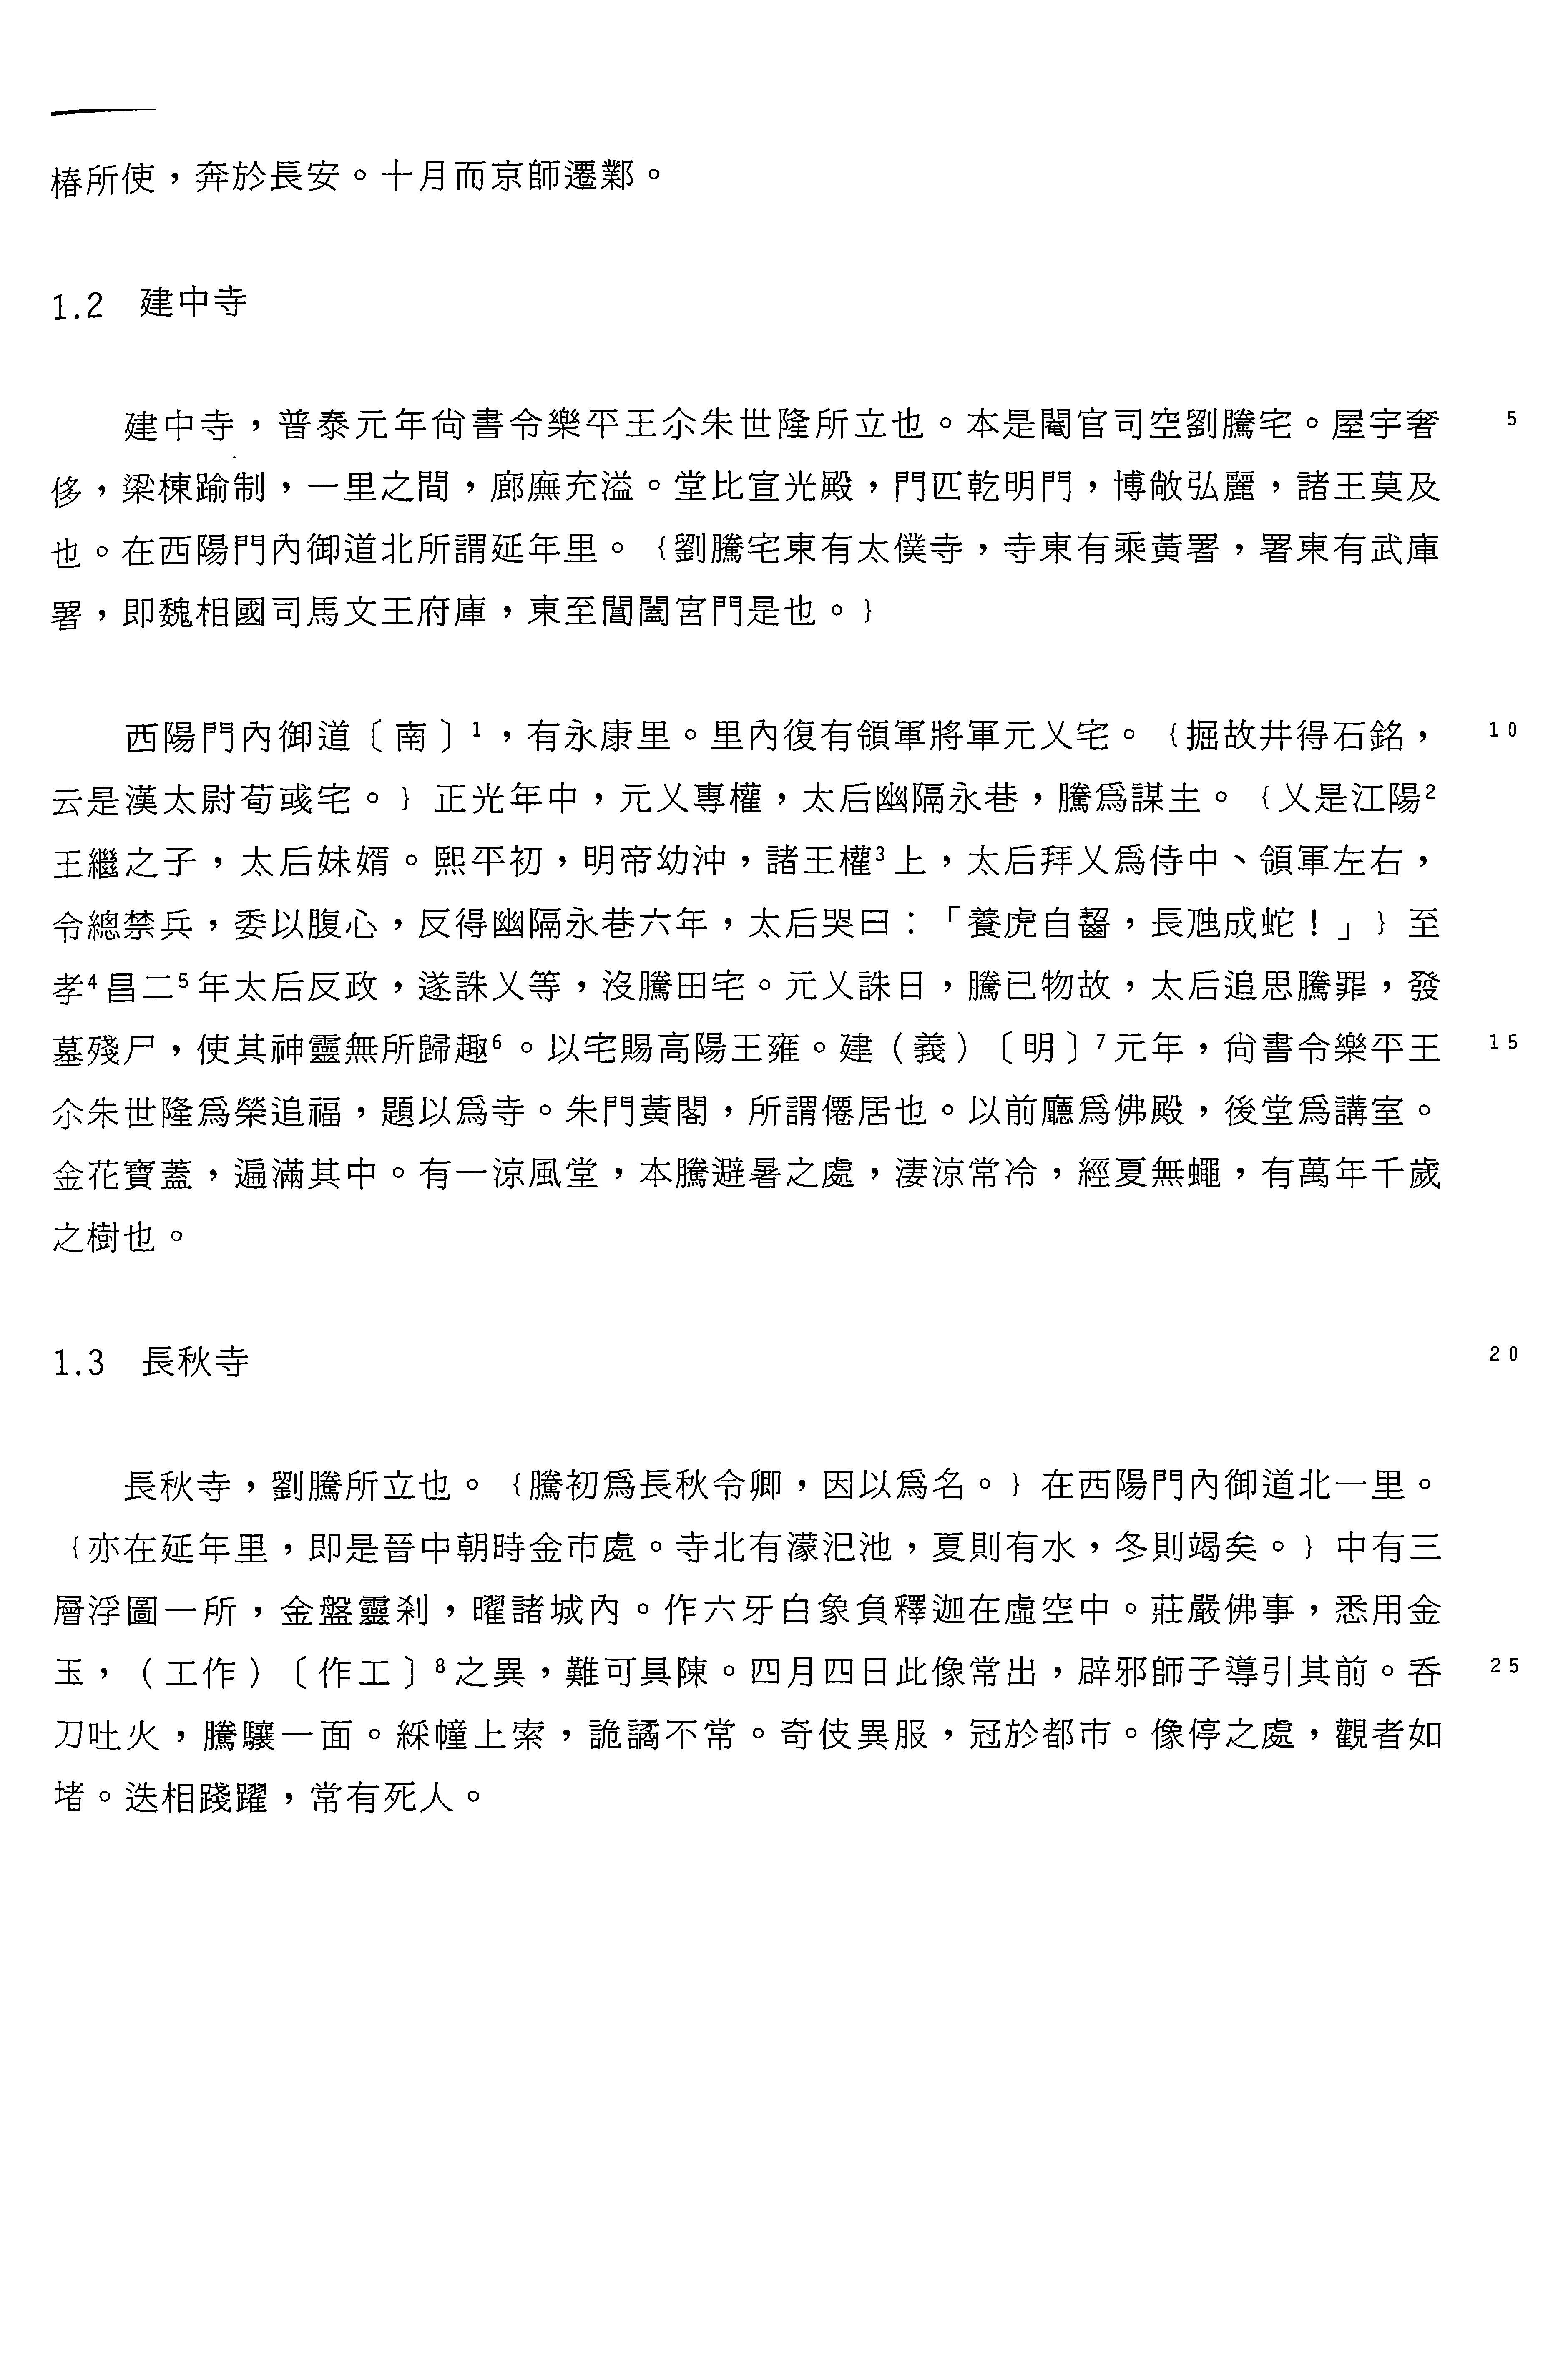 椿所使，奔於長安。十月而京師遷鄴。
1.2　建中寺
建中寺，普泰元年尙書令樂平王尒朱世隆所立也。本是閹官司空劉騰宅。屋宇奢 5
侈，梁棟踰制，一里之間，廊廡充溢。堂比宣光殿，門匹乾明門，博敞弘麗，諸王莫及
也。在西陽門內御道北所謂延年里。｛劉騰宅東有太僕寺，寺東有乘黃署，署東有武庫
署，即魏相國司馬文王府庫，東至閶闔宮門是也。｝
西陽門內御道〔南〕¹，有永康里。里內復有領軍將軍元乂宅。｛掘故井得石銘， 10
云是漢太尉荀彧宅。｝正光年中，元乂專權，太后幽隔永巷，騰爲謀主。｛乂是江陽²
王繼之子，太后妹婿。熙平初，明帝幼沖，諸王權³上，太后拜乂爲侍中、領軍左右，
令總禁兵，委以腹心，反得幽隔永巷六年，太后哭曰：「養虎自齧，長虺成蛇！」｝至
孝⁴昌二⁵年太后反政，遂誅乂等，沒騰田宅。元乂誅日，騰已物故，太后追思騰罪，發
墓殘尸，使其神靈無所歸趣⁶。以宅賜高陽王雍。建（義）〔明〕⁷元年，尙書令樂平王 15
尒朱世隆爲榮追福，題以爲寺。朱門黃閣，所謂僊居也。以前廳爲佛殿，後堂爲講室。
金花寶蓋，遍滿其中。有一涼風堂，本騰避暑之處，淒涼常冷，經夏無蠅，有萬年千歲
之樹也。
1.3　長秋寺 20
長秋寺，劉騰所立也。｛騰初爲長秋令卿，因以爲名。｝在西陽門內御道北一里。
｛亦在延年里，即是晉中朝時金市處。寺北有濛汜池，夏則有水，冬則竭矣。｝中有三
層浮圖一所，金盤靈刹，曜諸城內。作六牙白象負釋迦在虛空中。莊嚴佛事，悉用金
玉，（工作）〔作工〕⁸之異，難可具陳。四月四日此像常出，辟邪師子導引其前。吞 25
刀吐火，騰驤一面。綵幢上索，詭譎不常。奇伎異服，冠於都市。像停之處，觀者如
堵。迭相踐躍，常有死人。